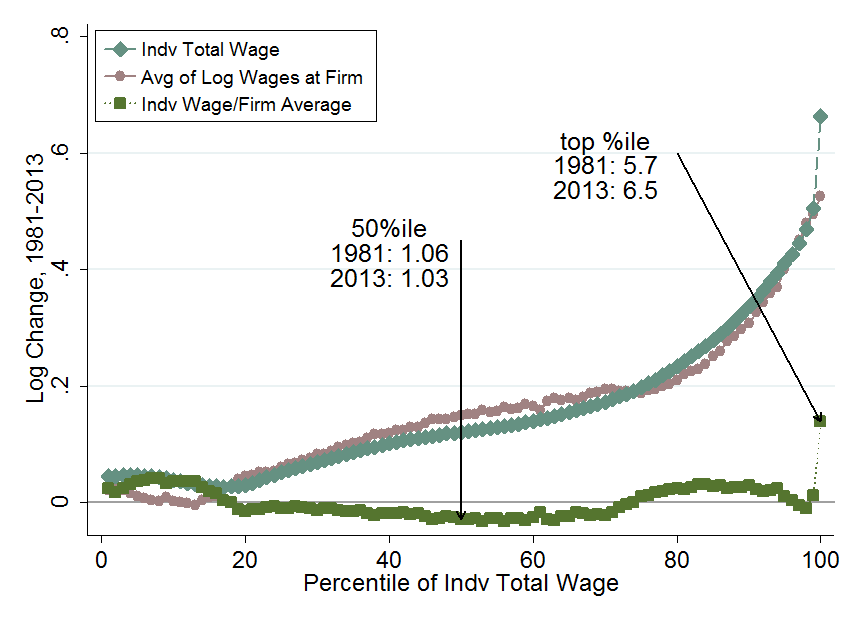 Indv Total Wage
Avg of Log Wages at Firm
Indv Wage/Firm Average
top %ile
1981: 5.7
2013: 6.5
50%ile
1981: 1.06
2013: 1.03
Log Change, 1981-2013
.8
.6
.4
.2
0
0 20 40 60 80 100
Percentile of Indv Total Wage